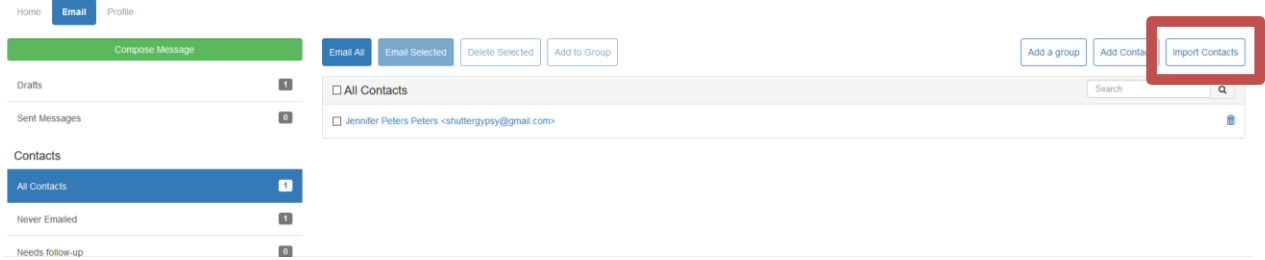 Home Email Profile
Compose Message
Drafts 1
Sent Messages 0
Contacts
All Contacts 1
Never Emailed 1
Needs follow-up 0
Email All Email Selected Delete Selected Add to Group Add a group Add Contac Import Contacts
All Contacts Search
Jennifer Peters Peters <shuttergypsy@gmail.com>